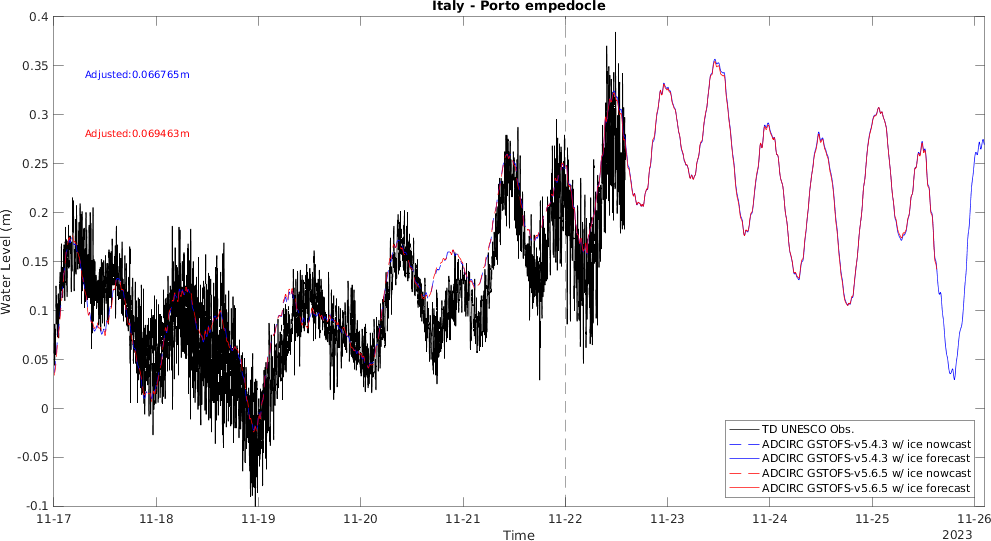 Italy - Porto empedocle
0.4
0.35
0.3
0.25
0.2
0.15
0.1
0.05
0
-0.05
-0.1
Water Level (m)
Adjusted:0.066765m
Adjusted:0.069463m
TD UNESCO Obs.
ADCIRC GSTOFS-v5.4.3 w/ ice nowcast
ADCIRC GSTOFS-v5.4.3 w/ ice forecast
ADCIRC GSTOFS-v5.6.5 w/ ice nowcast
ADCIRC GSTOFS-v5.6.5 w/ ice forecast
11-17 11-18 11-19 11-20 11-21 11-22 11-23 11-24 11-25 11-26
Time
2023